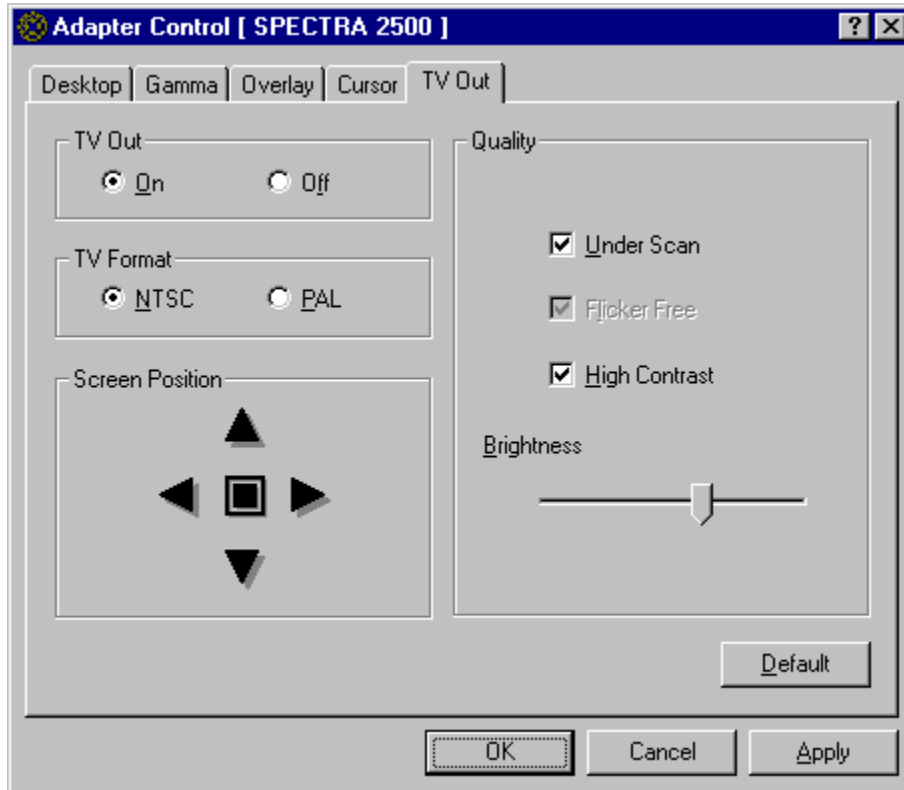 Adapter Control [ SPECTRA 2500 ]
Desktop Gamma Overlay Cursor TV Out
TV Out
On Off
TV Format
NTSC PAL
Screen Position
Quality
Under Scan
Flicker Free
High Contrast
Brightness
Default
OK Cancel Apply